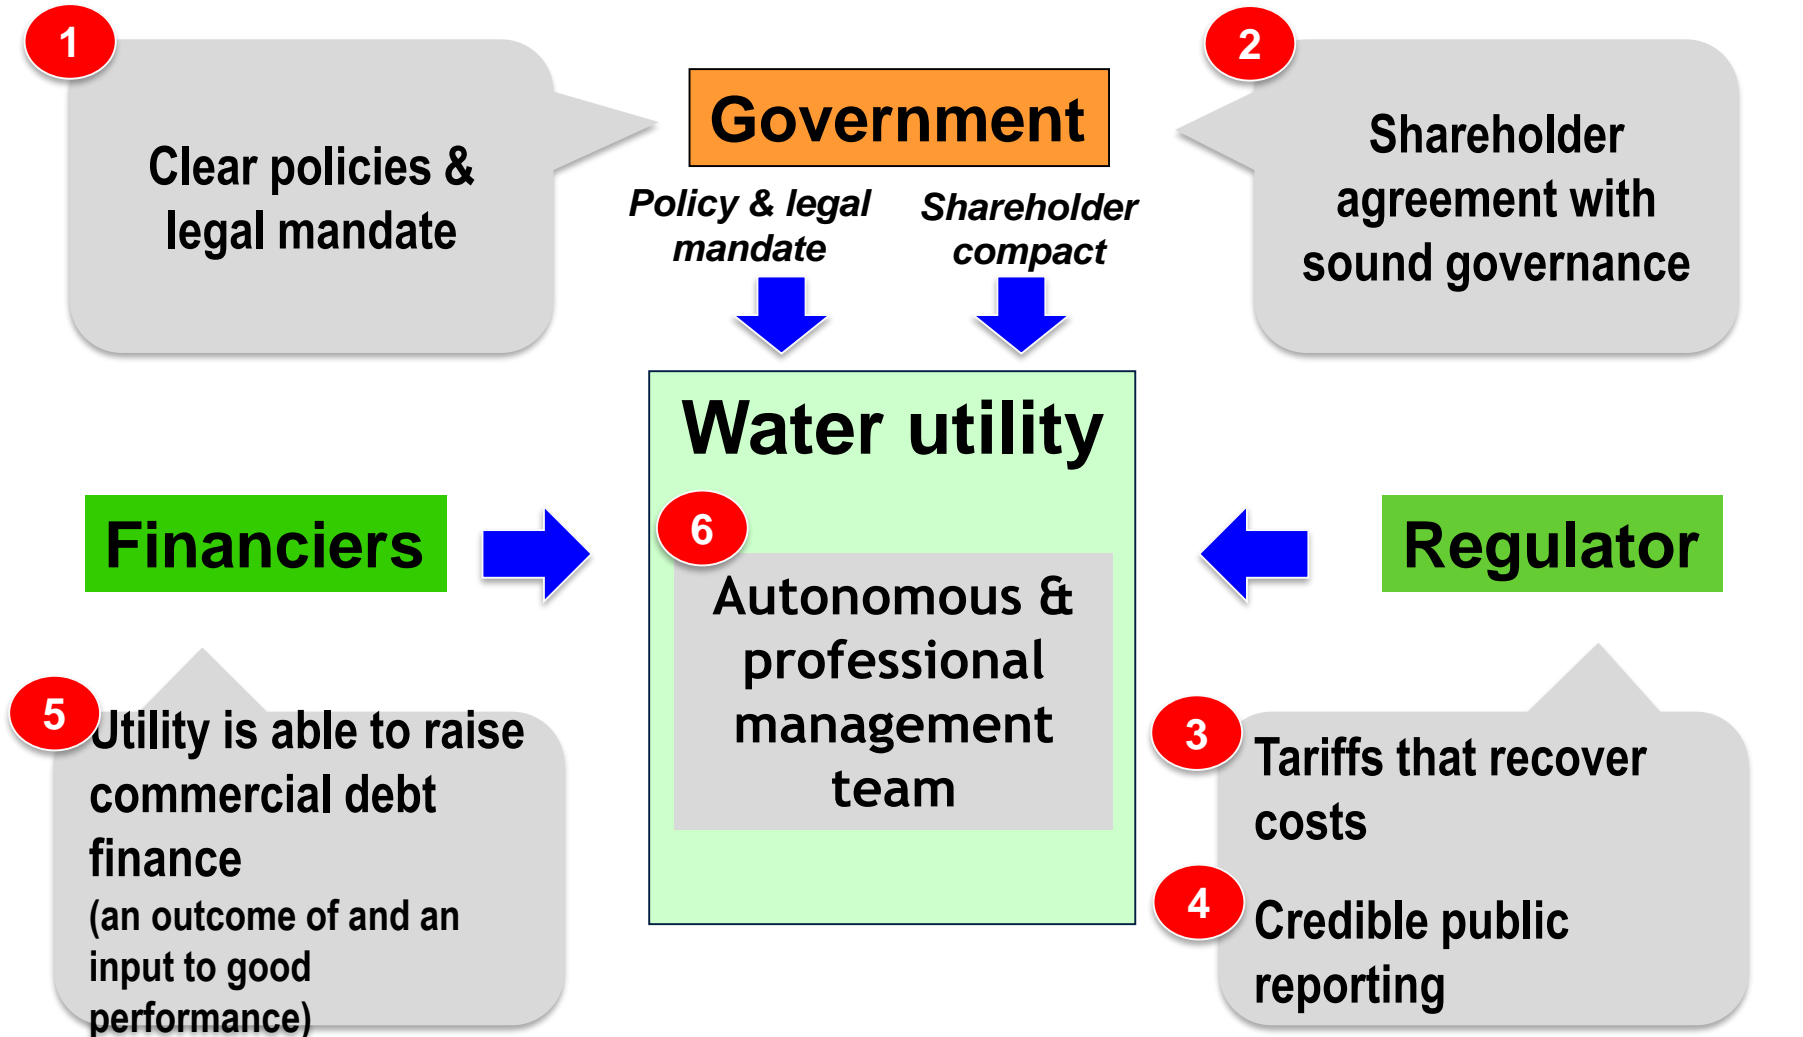 1
Clear policies &
legal mandate
Government
2
Shareholder
agreement with
sound governance
Policy & legal
mandate
Shareholder
compact
Water utility
Financiers
6
Autonomous &
professional
management
team
Regulator
5
Utility is able to raise
commercial debt
finance
(an outcome of and an
input to good
performance)
3
Tariffs that recover
costs
4
Credible public
reporting